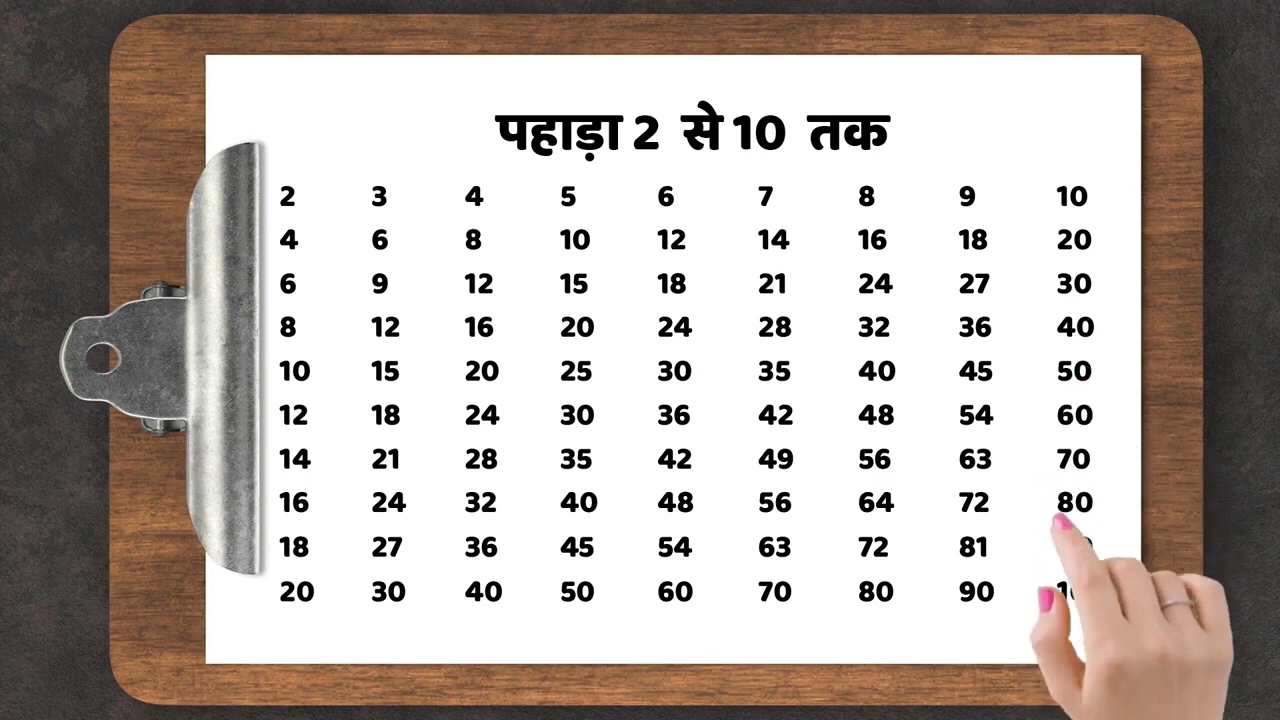 पहाड़ा 2 से 10 तक
2 3 4 5 6 7 8 9 10
4 6 8 10 12 14 16 18 20
6 9 12 15 18 21 24 27 30
8 12 16 20 24 28 32 36 40
10 15 20 25 30 35 40 45 50
12 18 24 30 36 42 48 54 60
14 21 28 35 42 49 56 63 70
16 24 32 40 48 56 64 72 80
18 27 36 45 54 63 72 81
20 30 40 50 60 70 80 90